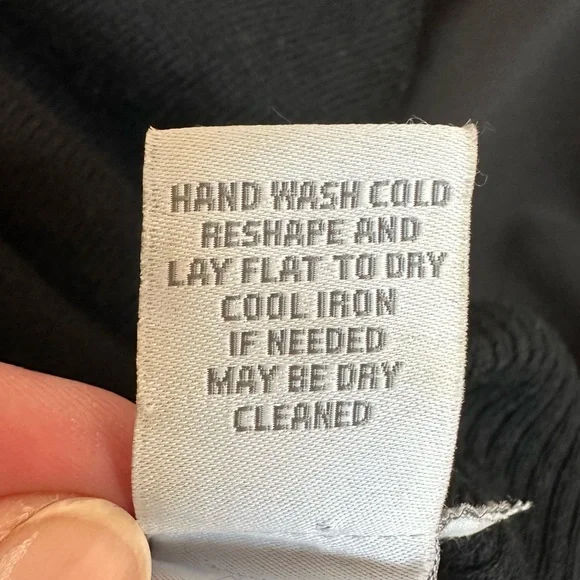 HAND WASH COLD
RESHAPE AND
LAY FLAT TO DRY
COOL IRON
IF NEEDED
MAY BE DRY
CLEANED